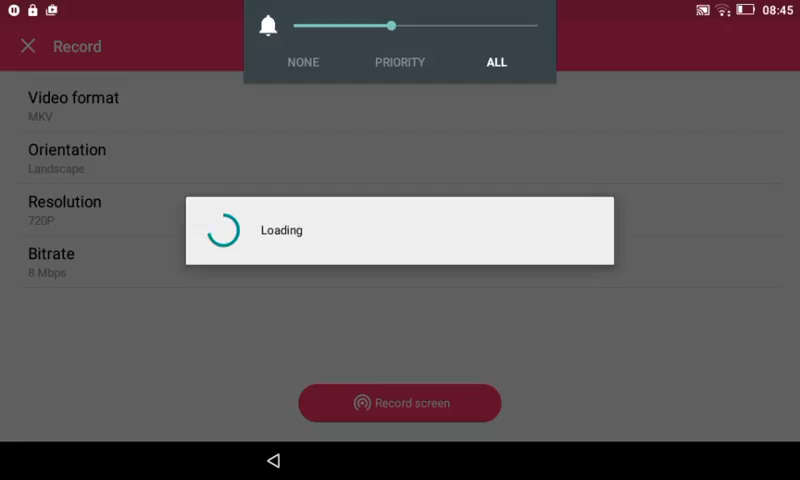 08:45
Record
NONE PRIORITY ALL
Video format
MKV
Orientation
Landscape
Resolution
720P
Loading
Bitrate
8 Mbps
Record screen